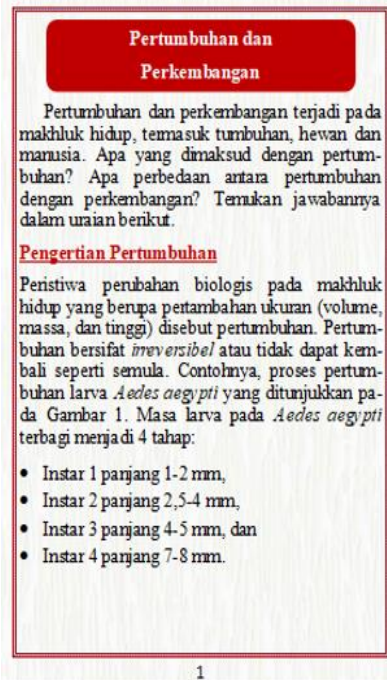 Pertumbuhan dan
Perkembangan
Pertumbuhan dan perkembangan terjadi pada
makhluk hidup, termasuk tumbuhan, hewan dan
manusia. Apa yang dimaksud dengan pertum-
buhan? Apa perbedaan antara pertumbuhan
dengan perkembangan? Temukan jawabannya
dalam uraian berikut.
Pengertian Pertumbuhan
Peristiwa perubahan biologis pada makhluk
hidup yang berupa pertambahan ukuran (volume,
massa, dan tinggi) disebut pertumbuhan. Pertum-
buhan bersifat irreversibel atau tidak dapat kem-
bali seperti semula. Contohnya, proses pertum-
buhan larva Aedes aegypti yang ditunjukkan pa-
da Gambar 1. Masa larva pada Aedes aegypti
terbagi menjadi 4 tahap:
• Instar 1 panjang 1-2 mm,
• Instar 2 panjang 2,5-4 mm,
• Instar 3 panjang 4-5 mm, dan
• Instar 4 panjang 7-8 mm.
1